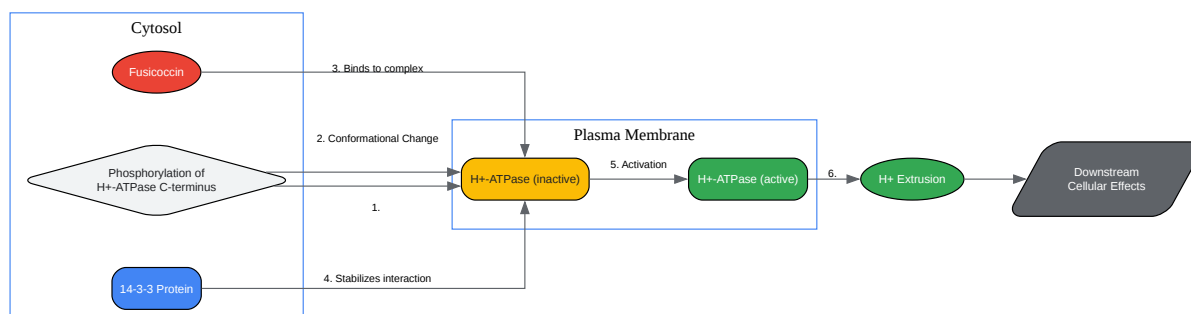 Cytosol
Fusicoccin
3. Binds to complex
2. Conformational Change
Plasma Membrane
Phosphorylation of
H+-ATPase C-terminus
H+-ATPase (inactive)
5. Activation
H+-ATPase (active)
6.
H+ Extrusion
Downstream
Cellular Effects
1.
14-3-3 Protein
4. Stabilizes interaction